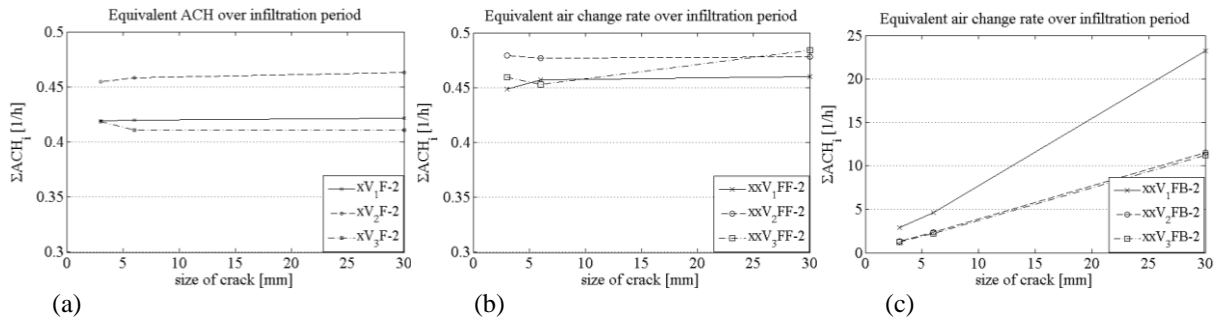 Equivalent ACH over infiltration period
0.5
0.45
0.4
0.45
0.3
ΣACHi [1/h]
0 5 10 15 20 25 30
size of crack [mm]
xV1F-2
xV2F-2
xV3F-2
(a)
Equivalent air change rate over infiltration period
0.5
0.45
0.4
0.45
0.3
ΣACHi [1/h]
0 5 10 15 20 25 30
size of crack [mm]
xxV1FF-2
xxV2FF-2
xxV3FF-2
(b)
Equivalent air change rate over infiltration period
25
20
15
10
5
0
ΣACHi [1/h]
0 5 10 15 20 25 30
size of crack [mm]
xxV1FB-2
xxV2FB-2
xxV3FB-2
(c)